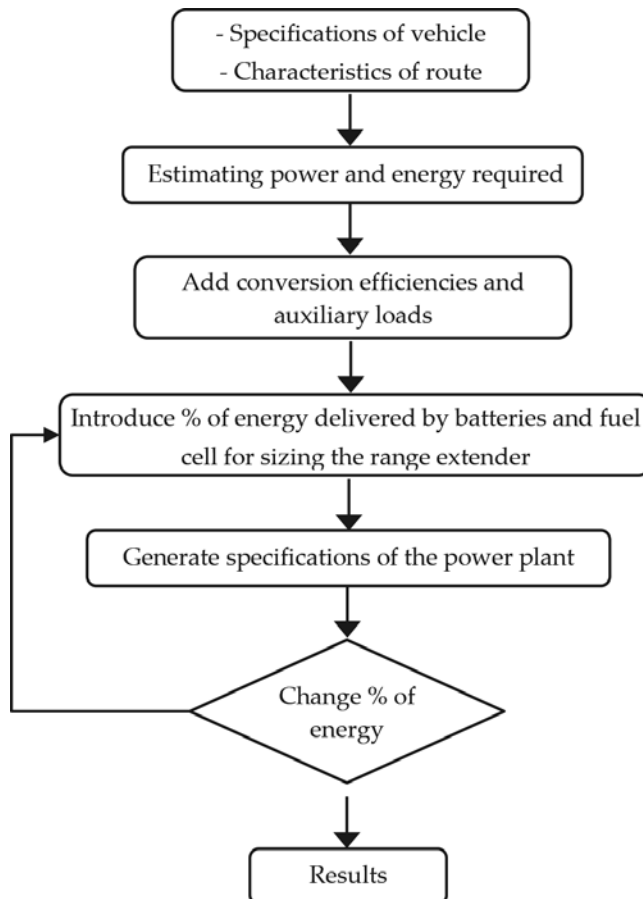 - Specifications of vehicle
- Characteristics of route
Estimating power and energy required
Add conversion efficiencies and
auxiliary loads
Introduce % of energy delivered by batteries and fuel
cell for sizing the range extender
Generate specifications of the power plant
Change % of
energy
Results